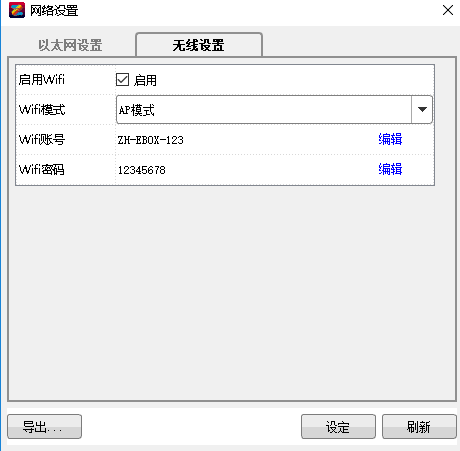 网络设置
以太网设置 无线设置
启用Wifi 启用
Wifi模式 AP模式
Wifi账号 ZH-EBOX-123 编辑
Wifi密码 12345678 编辑
导出... 设定 刷新